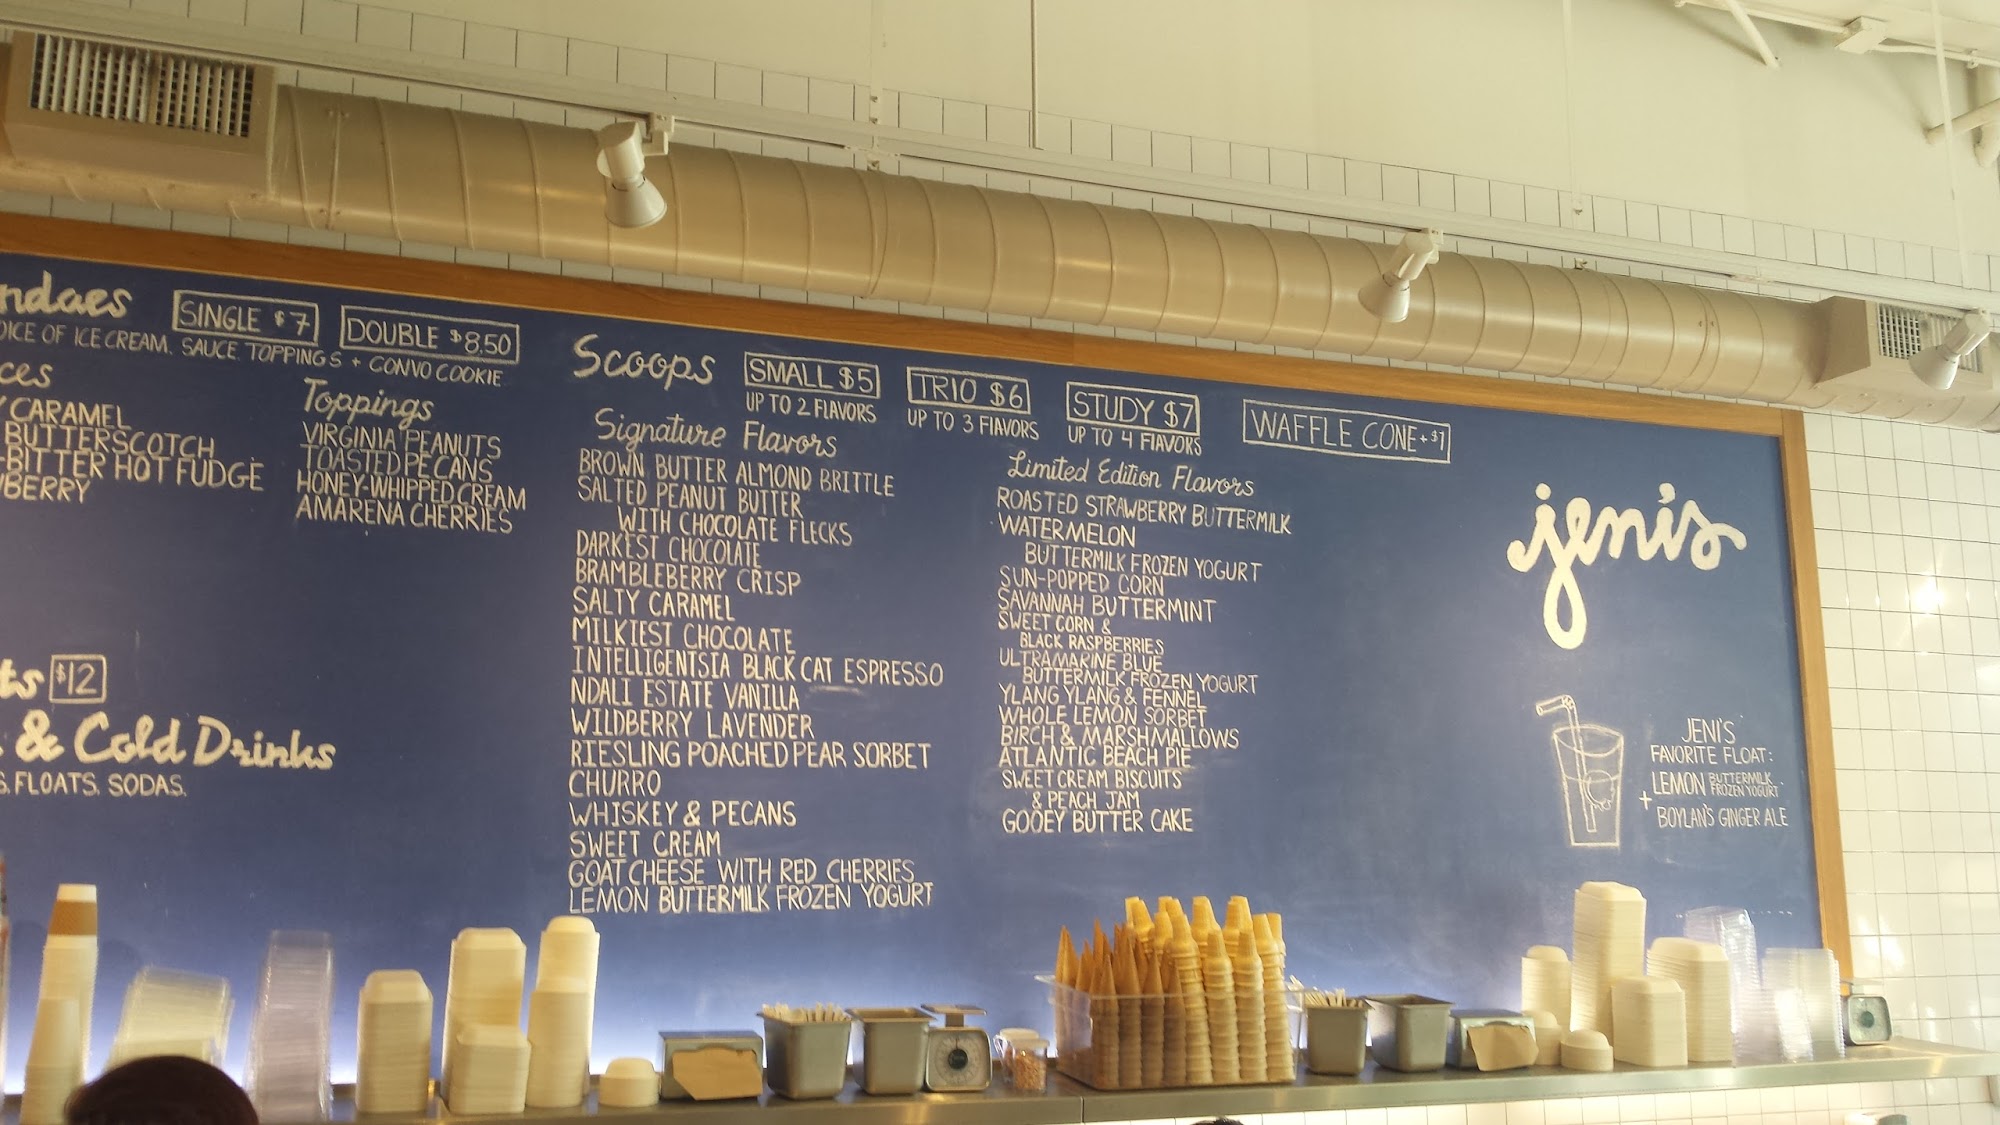 ndaes
SINGLE $7
DOUBLE $8.50
OICE OF ICE CREAM, SAUCE, TOPPINGS + CONVO COOKIE
ces
Y CARAMEL
BUTTERSCOTCH
-BITTER HOT FUDGE
WBERRY
Toppings
VIRGINIA PEANUTS
TOASTED PECANS
HONEY-WHIPPED CREAM
AMARENA CHERRIES
ts $12
& Cold Drinks
S, FLOATS, SODAS,
Scoops
SMALL $5
UP TO 2 FLAVORS
TRIO $6
UP TO 3 FLAVORS
STUDY $7
UP TO 4 FLAVORS
WAFFLE CONE + $1
Signature Flavors
BROWN BUTTER ALMOND BRITTLE
SALTED PEANUT BUTTER
WITH CHOCOLATE FLECKS
DARKEST CHOCOLATE
BRAMBLEBERRY CRISP
SALTY CARAMEL
MILKIEST CHOCOLATE
INTELLIGENTSIA BLACK CAT ESPRESSO
NDALI ESTATE VANILLA
WILDBERRY LAVENDER
RIESLING POACHED PEAR SORBET
CHURRO
WHISKEY & PECANS
SWEET CREAM
GOAT CHEESE WITH RED CHERRIES
LEMON BUTTERMILK FROZEN YOGURT
Limited Edition Flavors
ROASTED STRAWBERRY BUTTERMILK
WATERMELON
BUTTERMILK FROZEN YOGURT
SUN-POPPED CORN
SAVANNAH BUTTERMINT
SWEET CORN &
BLACK RASPBERRIES
ULTRAMARINE BLUE
BUTTERMILK FROZEN YOGURT
YLANG YLANG & FENNEL
WHOLE LEMON SORBET
BIRCH & MARSHMALLOWS
ATLANTIC BEACH PIE
SWEET CREAM BISCUITS
& PEACH JAM
GOOEY BUTTER CAKE
jeni's
JENI'S
FAVORITE FLOAT:
LEMON BUTTERMILK
FROZEN YOGURT
+
BOYLAN'S GINGER ALE